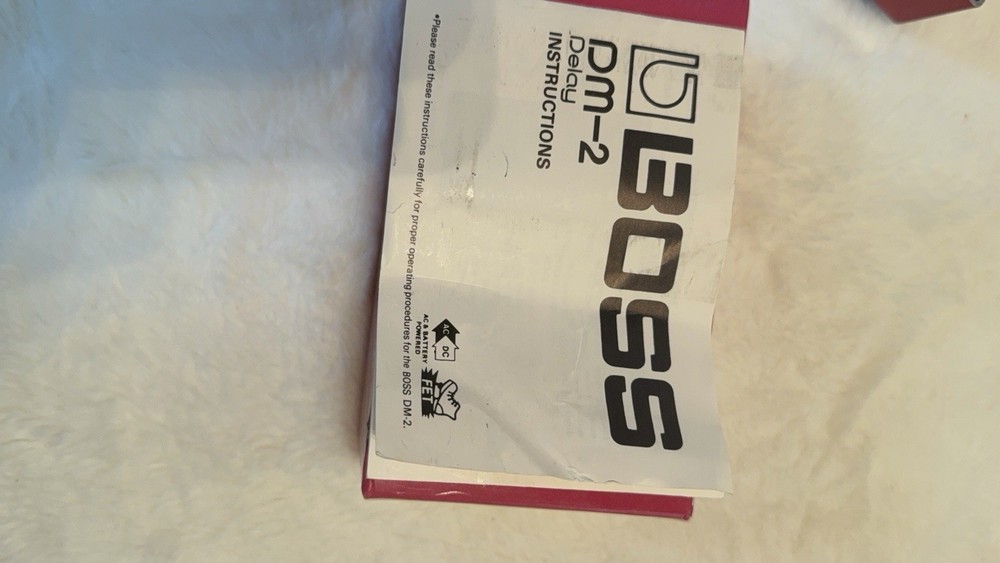 BOSS
DM-2
Delay
INSTRUCTIONS
AC DC
AC & BATTERY
POWERED
FET
•Please read these instructions carefully for proper operating procedures for the BOSS DM-2.